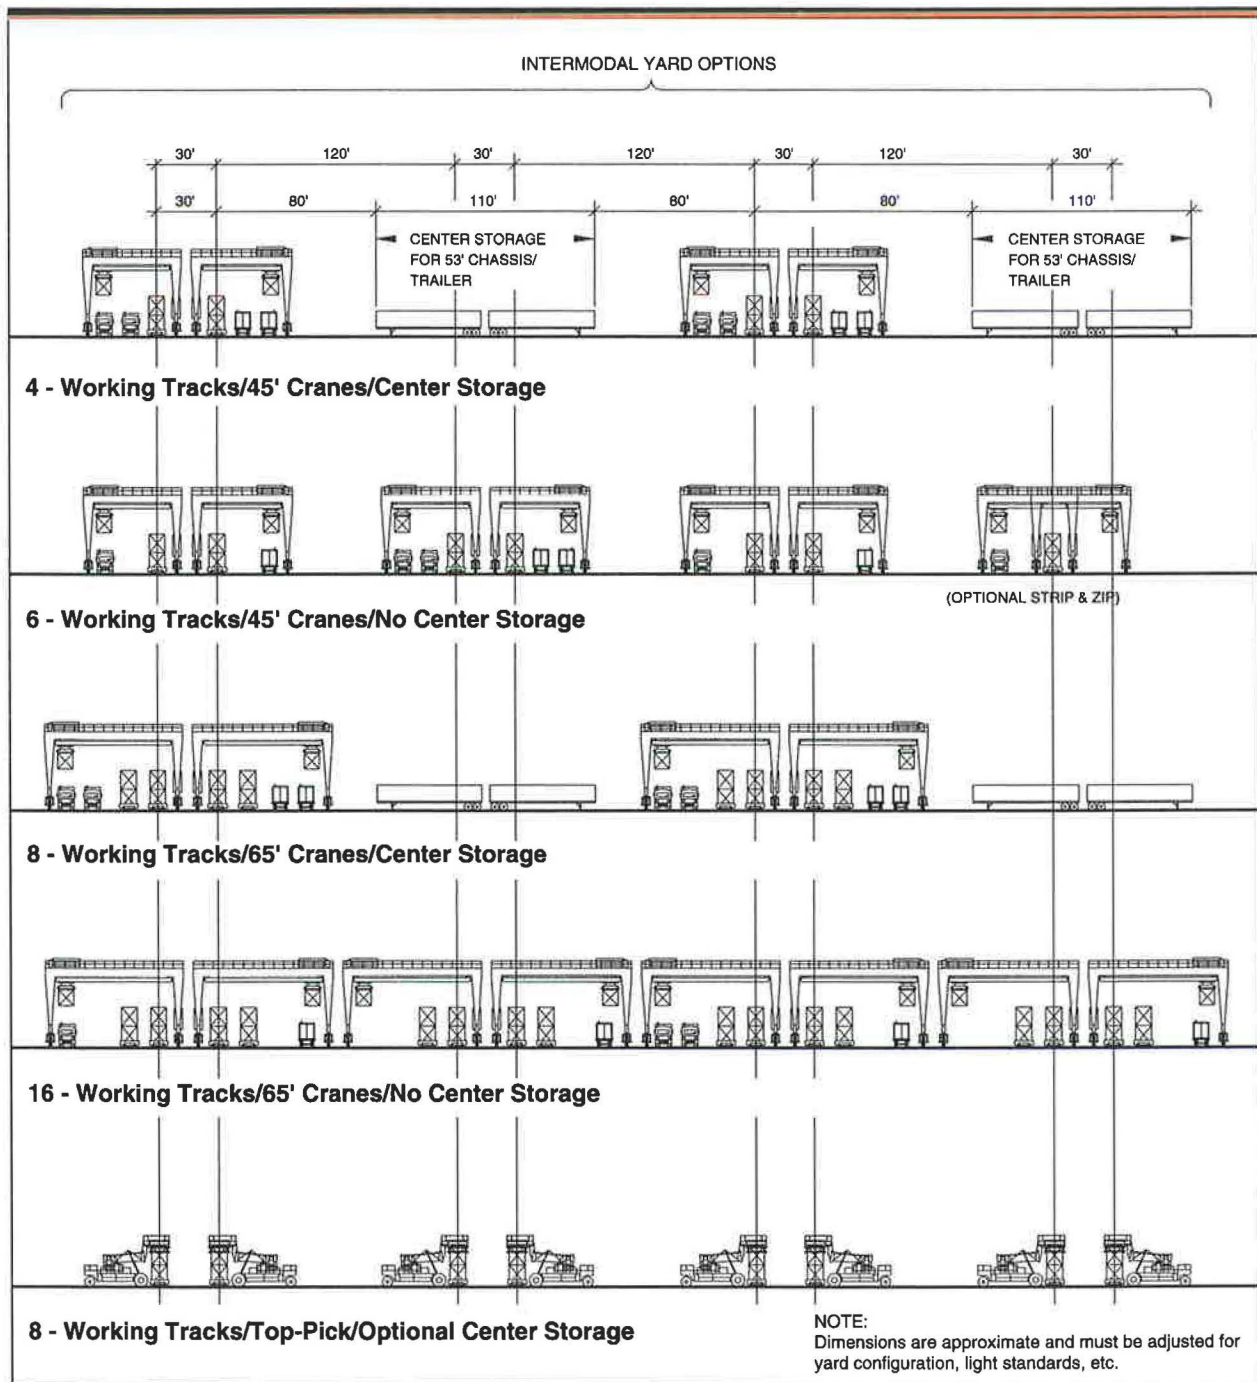 INTERMODAL YARD OPTIONS
30' 120' 30' 120' 30' 120' 30'
30' 80' 110' 80' 80' 110'
CENTER STORAGE
FOR 53' CHASSIS/
TRAILER
CENTER STORAGE
FOR 53' CHASSIS/
TRAILER
4 - Working Tracks/45' Cranes/Center Storage
(OPTIONAL STRIP & ZIP)
6 - Working Tracks/45' Cranes/No Center Storage
8 - Working Tracks/65' Cranes/Center Storage
16 - Working Tracks/65' Cranes/No Center Storage
8 - Working Tracks/Top-Pick/Optional Center Storage
NOTE:
Dimensions are approximate and must be adjusted for
yard configuration, light standards, etc.